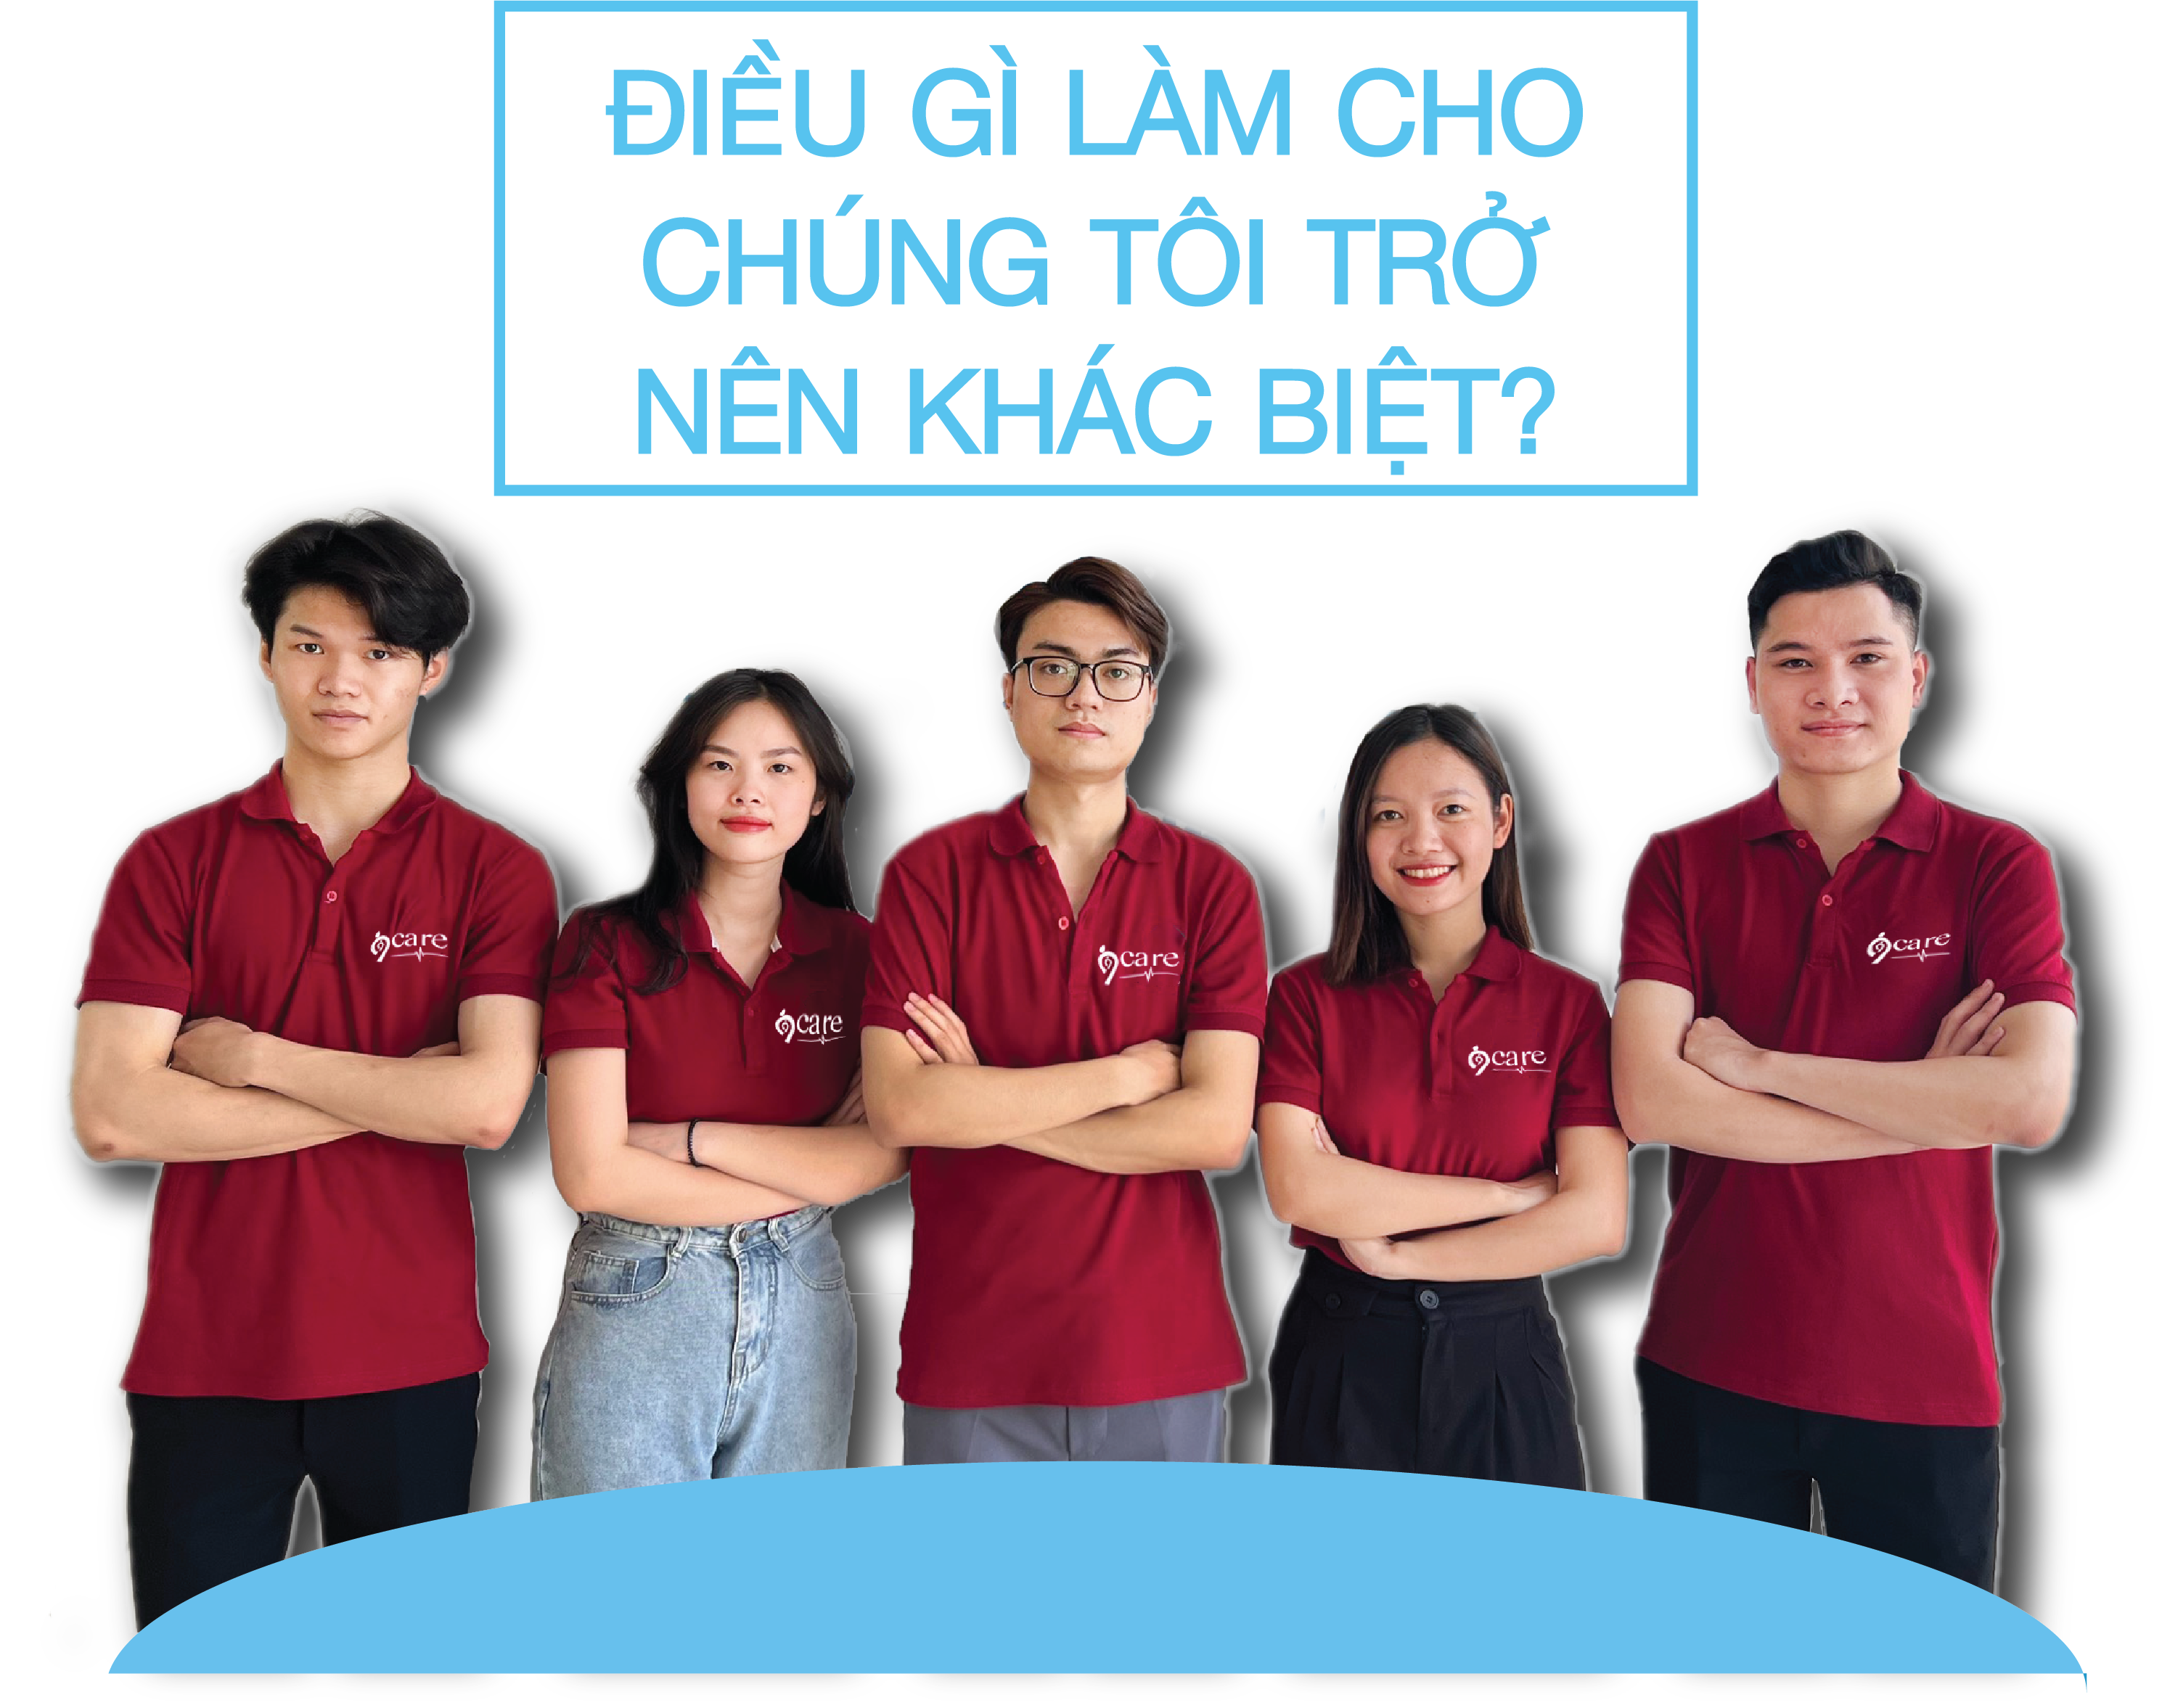 ĐIỀU GÌ LÀM CHO
CHÚNG TÔI TRỞ
NÊN KHÁC BIỆT?
care
care
care
care
care